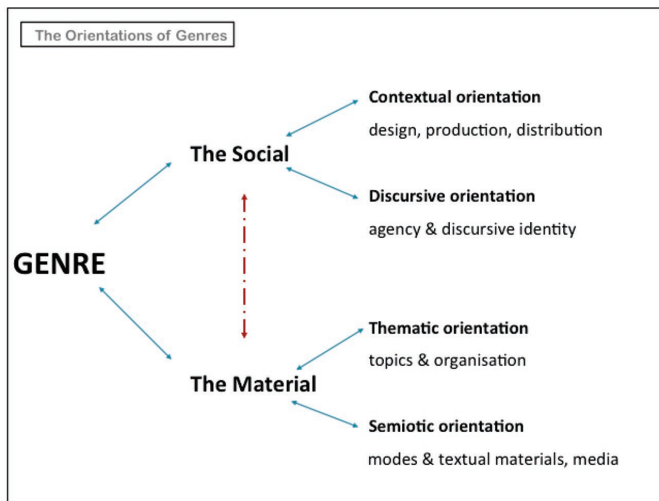 The Orientations of Genres
Contextual orientation
design, production, distribution
The Social
Discursive orientation
agency & discursive identity
GENRE
Thematic orientation
topics & organisation
The Material
Semiotic orientation
modes & textual materials, media